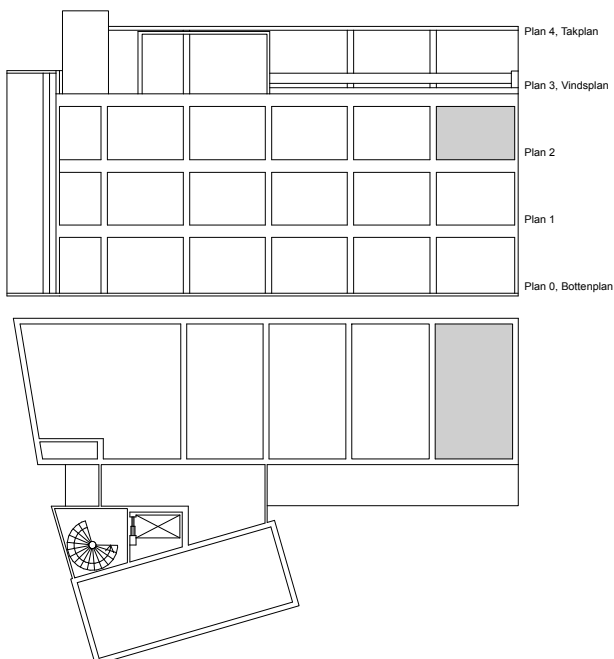 Plan 4, Takplan
Plan 3, Vindsplan
Plan 2
Plan 1
Plan 0, Bottenplan